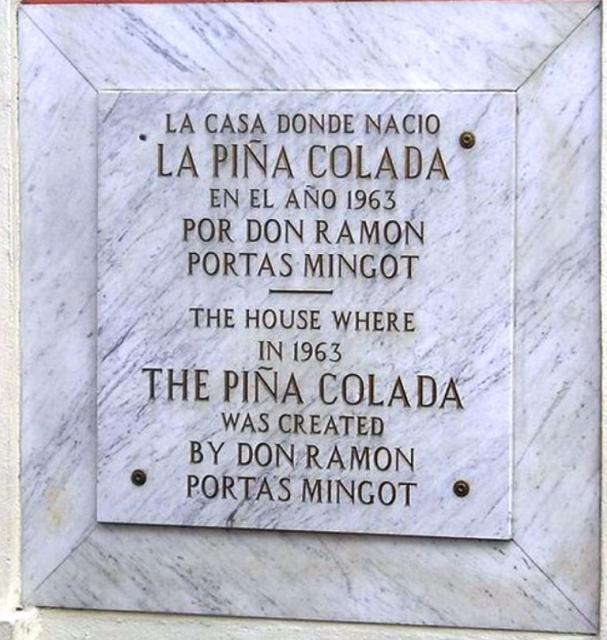 LA CASA DONDE NACIO
LA PIÑA COLADA
EN EL AÑO 1963
POR DON RAMON
PORTAS MINGOT
THE HOUSE WHERE
IN 1963
THE PIÑA COLADA
WAS CREATED
BY DON RAMON
PORTAS MINGOT